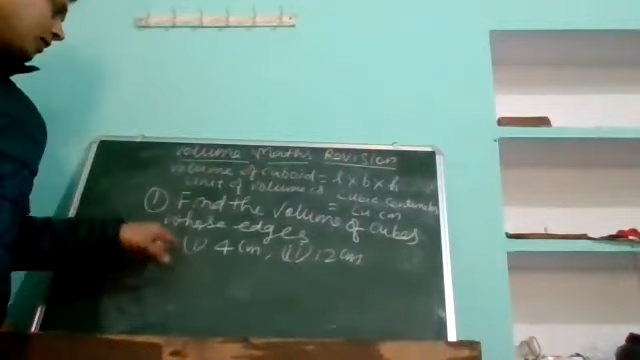 Volume Maths Revision
Volume of Cuboid = l x b x h
Unit of Volume is Cubic Centimeter
= Cu cm
① Find the Volume of Cubes
whose edges
(i) 4 cm, (ii) 12 cm